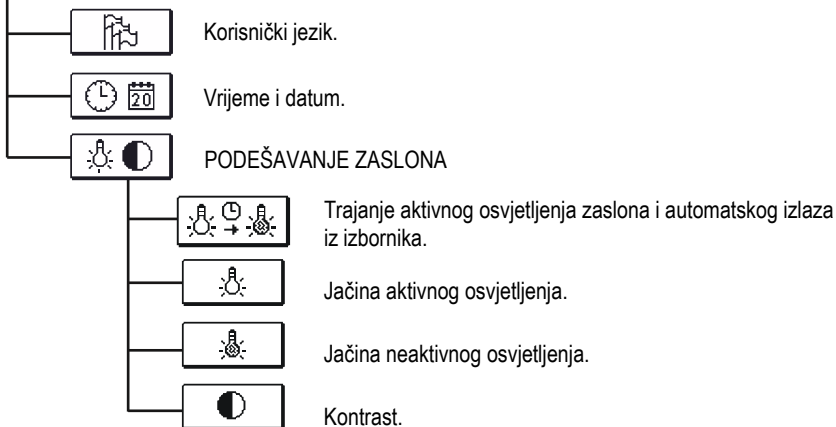 Korisnički jezik.
20
Vrijeme i datum.
PODEŠAVANJE ZASLONA
Trajanje aktivnog osvjetljenja zaslona i automatskog izlaza
iz izbornika.
Jačina aktivnog osvjetljenja.
Jačina neaktivnog osvjetljenja.
Kontrast.